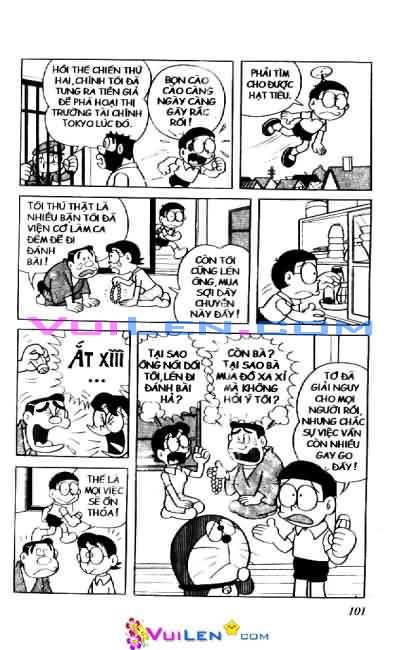 HỒI THẾ CHIẾN THỨ
HAI, CHÍNH TÔI ĐÃ
TUNG RA TIỀN GIẢ
ĐỂ PHÁ HOẠI THỊ
TRƯỜNG TÀI CHÍNH
TOKYO LÚC ĐÓ..
BỌN CÀO
CÀO CÀNG
NGÀY CÀNG
GÂY RẮC
RỐI!
PHẢI TÌM
CHO ĐƯỢC
HẠT TIÊU.
TÔI THÚ THẬT LÀ
NHIỀU BẬN TÔI ĐÃ
VIỆN CỚ LÀM CA
ĐÊM ĐỂ ĐI
ĐÁNH
BÀI!
CÒN TÔI
CŨNG LÉN
ÔNG, MUA
SỢI DÂY
CHUYỀN
NÀY ĐÂY!
VUILEN.COM
ẮT XÌÌÌ
...
THẾ LÀ
MỌI VIỆC
SẼ ỔN
THỎA!
TẠI SAO
ÔNG NÓI DỐI
TÔI, LÉN ĐI
ĐÁNH BÀI
HẢ?
CÒN BÀ?
TẠI SAO BÀ
MUA ĐỒ XA XỈ
MÀ KHÔNG
HỎI Ý TÔI?
TỚ ĐÃ
GIẢI NGUY
CHO MỌI
NGƯỜI RỒI,
NHƯNG CHẮC
SỰ VIỆC VẪN
CÒN NHIỀU
GAY GO
ĐẤY!
101
VUILEN.COM